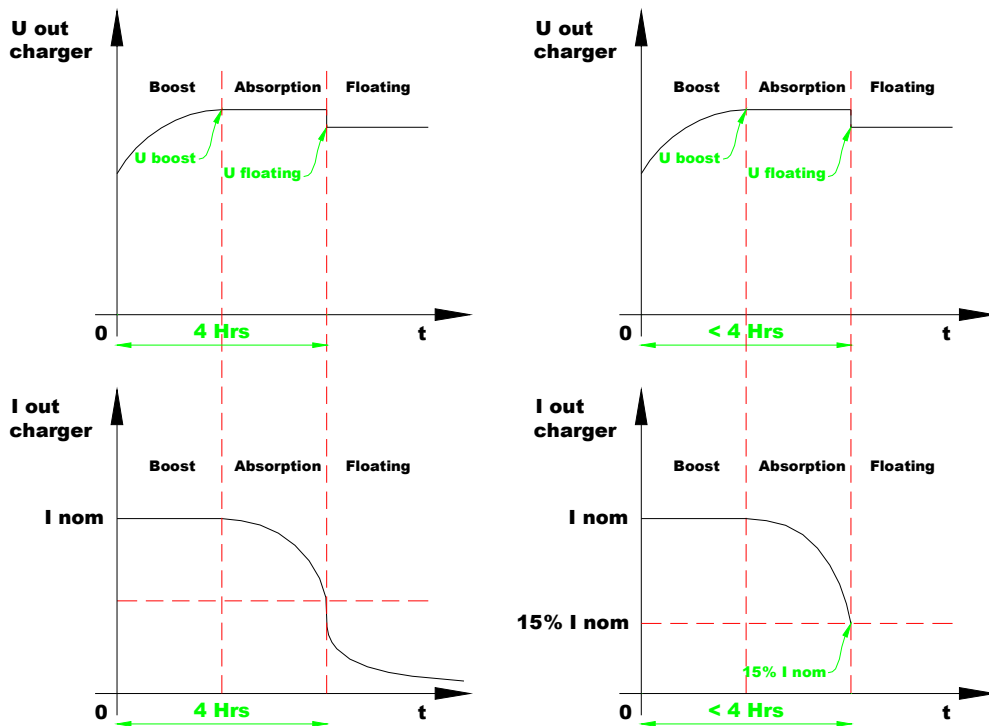 U out
charger
Boost
Absorption
Floating
U boost
U floating
0
4 Hrs
t
U out
charger
Boost
Absorption
Floating
U boost
U floating
0
< 4 Hrs
t
I out
charger
Boost
Absorption
Floating
I nom
0
4 Hrs
t
I out
charger
Boost
Absorption
Floating
I nom
15% I nom
15% I nom
0
< 4 Hrs
t